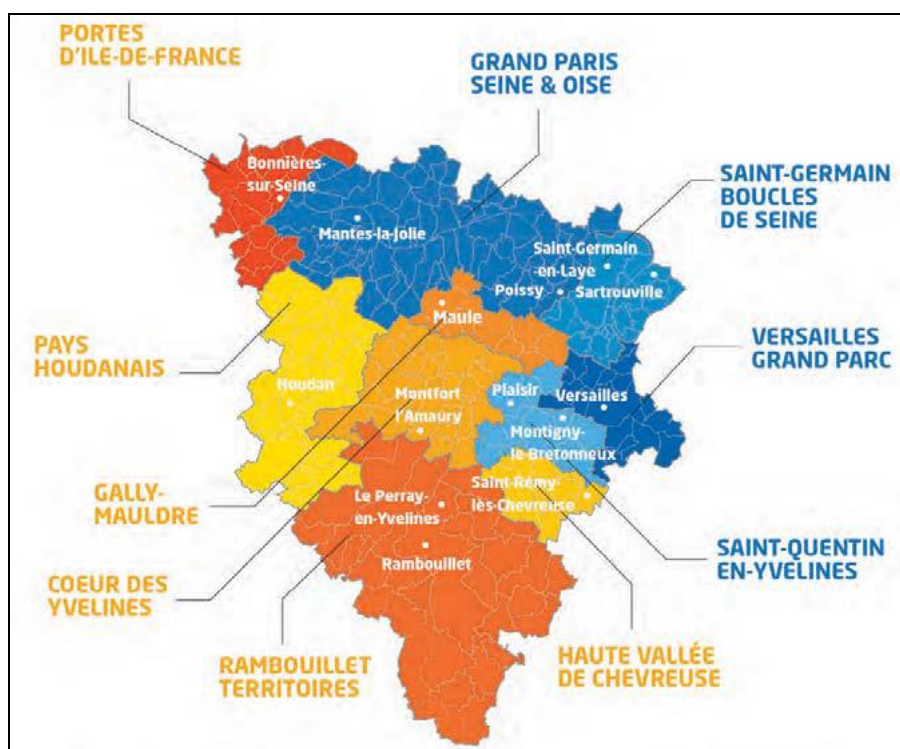 PORTES
D'ILE-DE-FRANCE
GRAND PARIS
SEINE & OISE
SAINT-GERMAIN
BOUCLES
DE SEINE
Bonnières-
sur-Seine
Mantes-la-Jolie
Saint-Germain
en-Laye
Poissy
Sartrouville
Maule
PAYS
HOUDANAIS
VERSAILLES
GRAND PARC
Houdan
Montfort
l'Amaury
Plaisir
Versailles
Montigny-
le-Bretonneux
GALLY-
MAULDRE
Le Perray-
en-Yvelines
Saint-Rémy-
lès-Chevreuse
Rambouillet
COEUR DES
YVELINES
SAINT-QUENTIN
EN-YVELINES
RAMBOUILLET
TERRITOIRES
HAUTE VALLÉE
DE CHEVREUSE